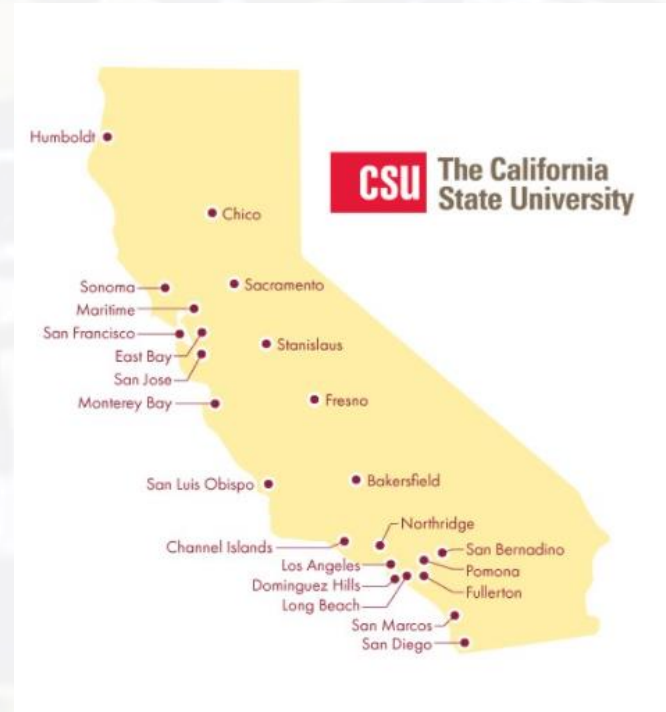 Humboldt
CSU The California
State University
Chico
Sonoma
Sacramento
Maritime
San Francisco
Stanislaus
East Bay
San Jose
Monterey Bay
Fresno
San Luis Obispo
Bakersfield
Northridge
Channel Islands
San Bernadino
Los Angeles
Pomona
Dominguez Hills
Fullerton
Long Beach
San Marcos
San Diego